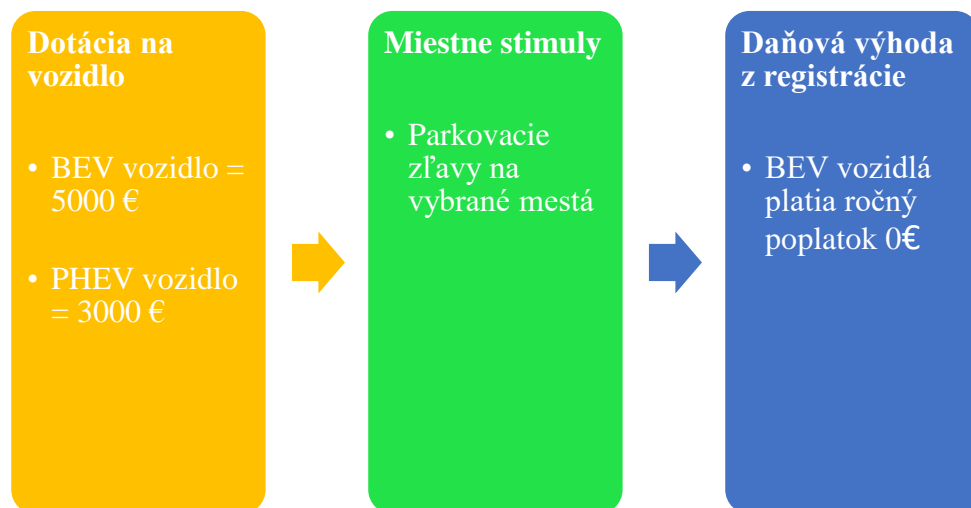 Dotácia na
vozidlo
• BEV vozidlo =
5000 €
• PHEV vozidlo
= 3000 €
Miestne stimuly
• Parkovacie
zľavy na
vybrané mestá
Daňová výhoda
z registrácie
• BEV vozidlá
platia ročný
poplatok 0€